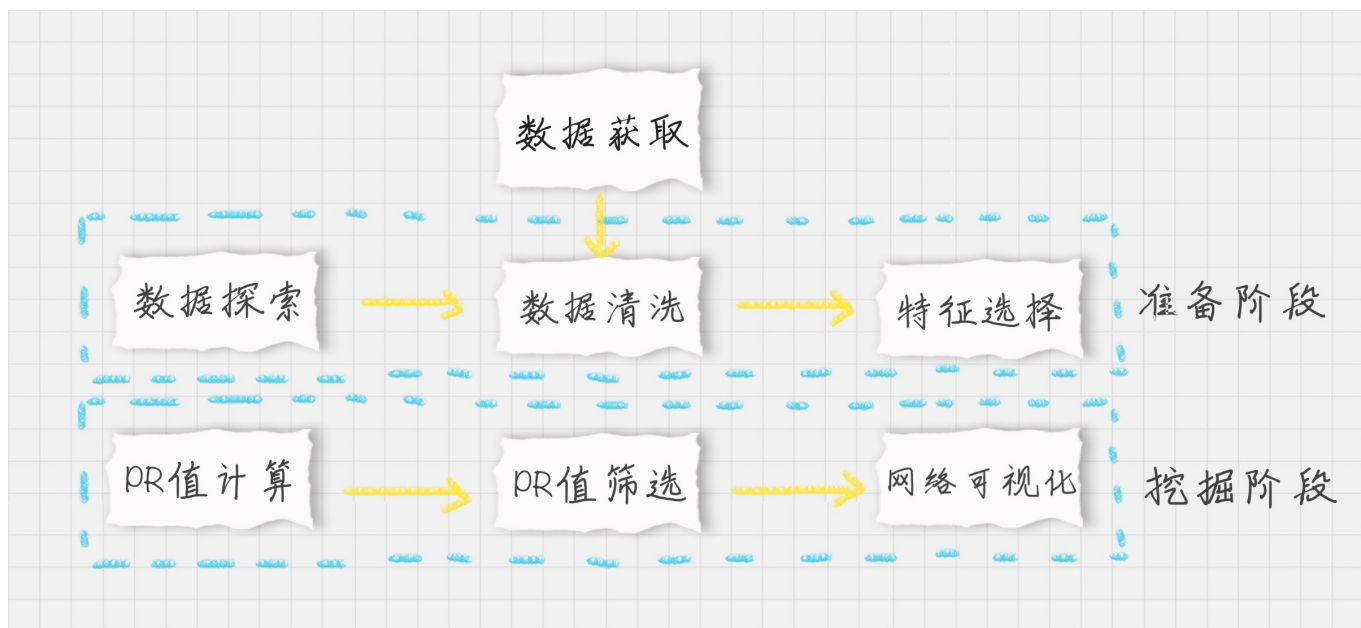 数据获取
数据探索
数据清洗
特征选择
准备阶段
PR值计算
PR值筛选
网络可视化
挖掘阶段